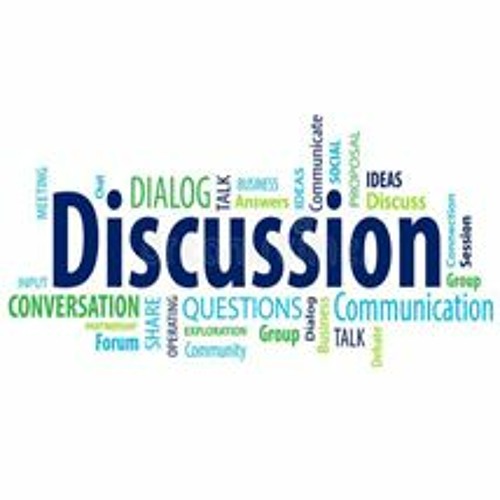 MEETING
Chat
DIALOG
TALK
BUSINESS
Answers
IDEAS
Communicate
SOCIAL
PROPOSAL
IDEAS
Discuss
Discussion
Connection
Session
INPUT
Group
CONVERSATION
PARTNERSHIP
Forum
SHARE
OPERATING
QUESTIONS
EXPLORATION
Community
Group
Dialog
Business
Communication
TALK
Debate